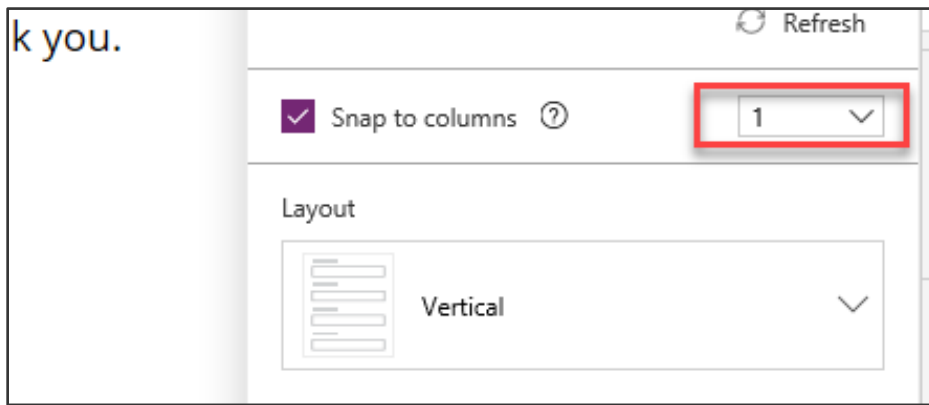 k you.
Refresh
Snap to columns
1
Layout
Vertical